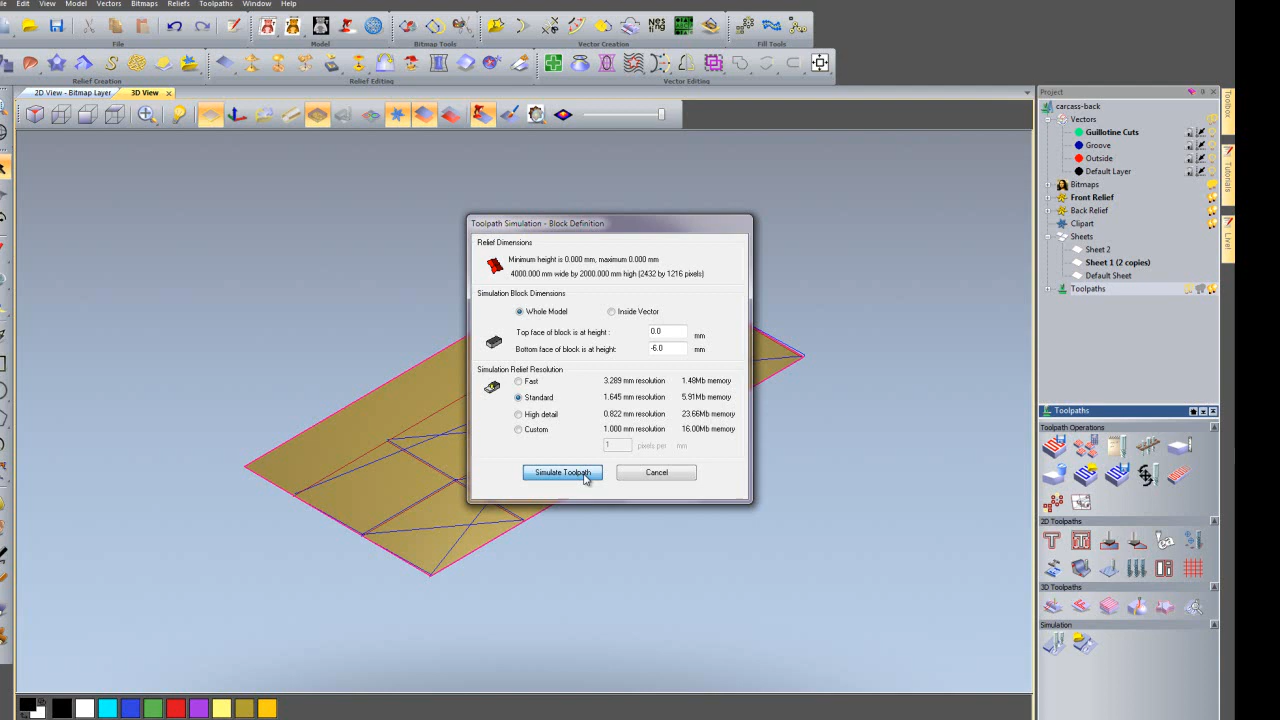 File Edit View Model Vectors Bitmaps Reliefs Toolpaths Window Help
File Model Bitmap Tools Vector Creation Fill Tools
Relief Creation Relief Editing Vector Editing
2D View - Bitmap Layer 3D View
Project
carcass-back
Vectors
Guillotine Cuts
Groove
Outside
Default Layer
Bitmaps
Front Relief
Back Relief
Clipart
Sheets
Sheet 2
Sheet 1 (2 copies)
Default Sheet
Toolpaths
Toolbox
Tutorials
Live!
Toolpath Simulation - Block Definition
Relief Dimensions
Minimum height is 0.000 mm, maximum 0.000 mm
4000.000 mm wide by 2000.000 mm high (2432 by 1216 pixels)
Simulation Block Dimensions
Whole Model Inside Vector
Top face of block is at height : 0.0 mm
Bottom face of block is at height: -6.0 mm
Simulation Relief Resolution
Fast 3.289 mm resolution 1.48Mb memory
Standard 1.645 mm resolution 5.91Mb memory
High detail 0.822 mm resolution 23.66Mb memory
Custom 1.000 mm resolution 16.00Mb memory
1 pixels per mm
Simulate Toolpath Cancel
Toolpaths
Toolpath Operations
2D Toolpaths
3D Toolpaths
Simulation